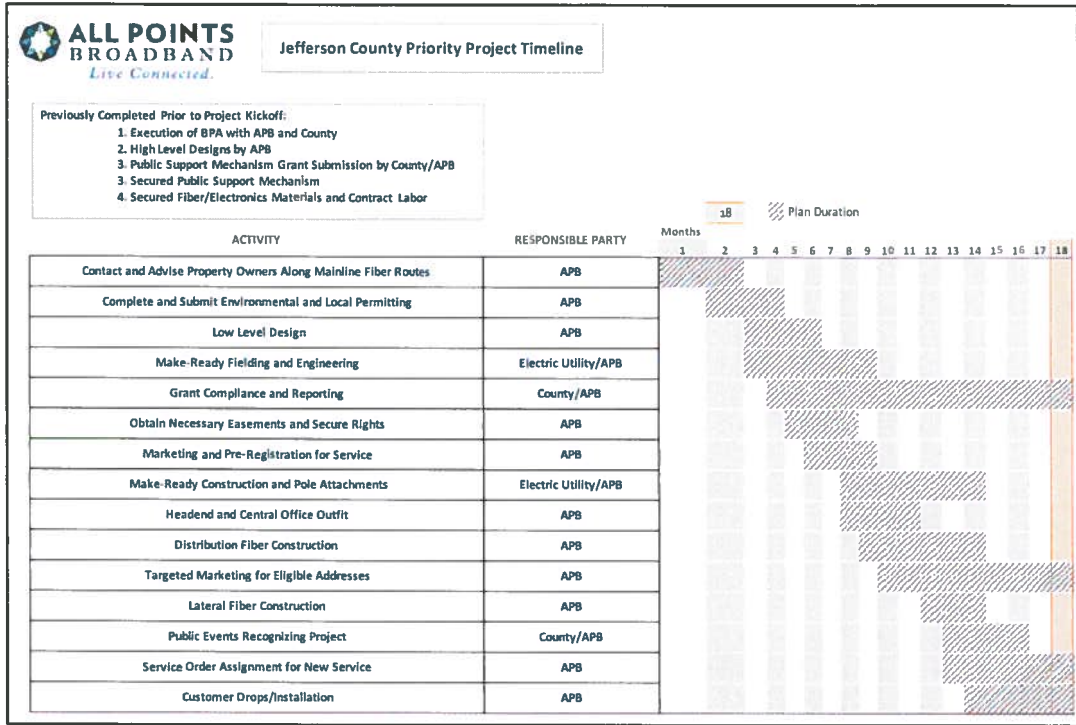 ALL POINTS
BROADBAND
Live Connected.
Jefferson County Priority Project Timeline
Previously Completed Prior to Project Kickoff:
1. Execution of BPA with APB and County
2. High Level Designs by APB
3. Public Support Mechanism Grant Submission by County/APB
3. Secured Public Support Mechanism
4. Secured Fiber/Electronics Materials and Contract Labor
18 Plan Duration
ACTIVITY RESPONSIBLE PARTY Months
1 2 3 4 5 6 7 8 9 10 11 12 13 14 15 16 17 18
Contact and Advise Property Owners Along Mainline Fiber Routes APB
Complete and Submit Environmental and Local Permitting APB
Low Level Design APB
Make-Ready Fielding and Engineering Electric Utility/APB
Grant Compliance and Reporting County/APB
Obtain Necessary Easements and Secure Rights APB
Marketing and Pre-Registration for Service APB
Make-Ready Construction and Pole Attachments Electric Utility/APB
Headend and Central Office Outfit APB
Distribution Fiber Construction APB
Targeted Marketing for Eligible Addresses APB
Lateral Fiber Construction APB
Public Events Recognizing Project County/APB
Service Order Assignment for New Service APB
Customer Drops/Installation APB